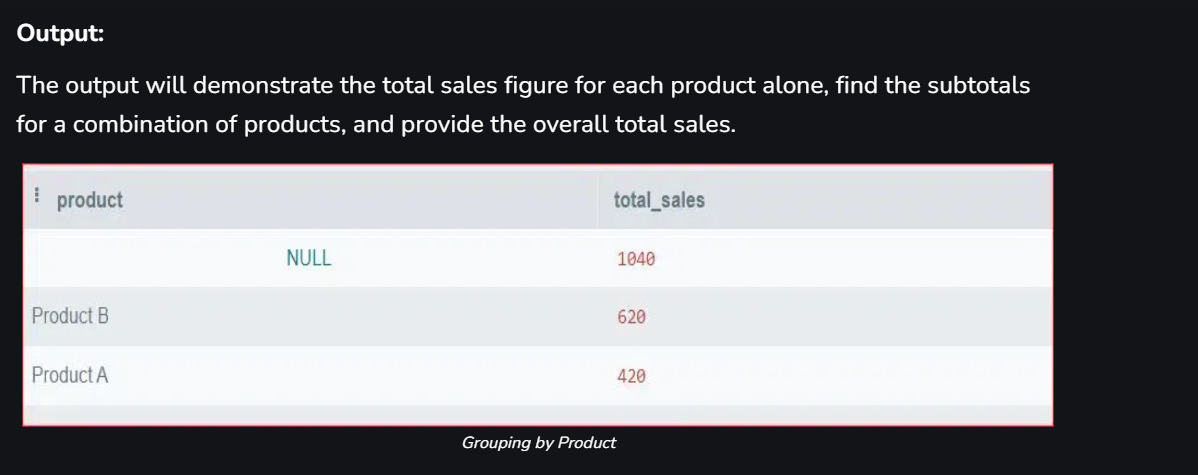 Output:
The output will demonstrate the total sales figure for each product alone, find the subtotals
for a combination of products, and provide the overall total sales.
product total_sales
NULL 1040
Product B 620
Product A 420
Grouping by Product